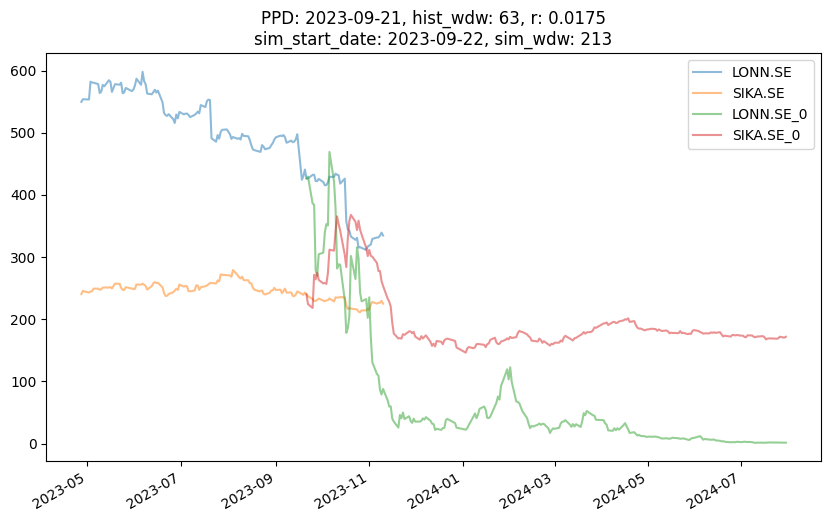 PPD: 2023-09-21, hist_wdw: 63, r: 0.0175
sim_start_date: 2023-09-22, sim_wdw: 213
LONN.SE
SIKA.SE
LONN.SE_0
SIKA.SE_0
600
500
400
300
200
100
0
2023-05
2023-07
2023-09
2023-11
2024-01
2024-03
2024-05
2024-07